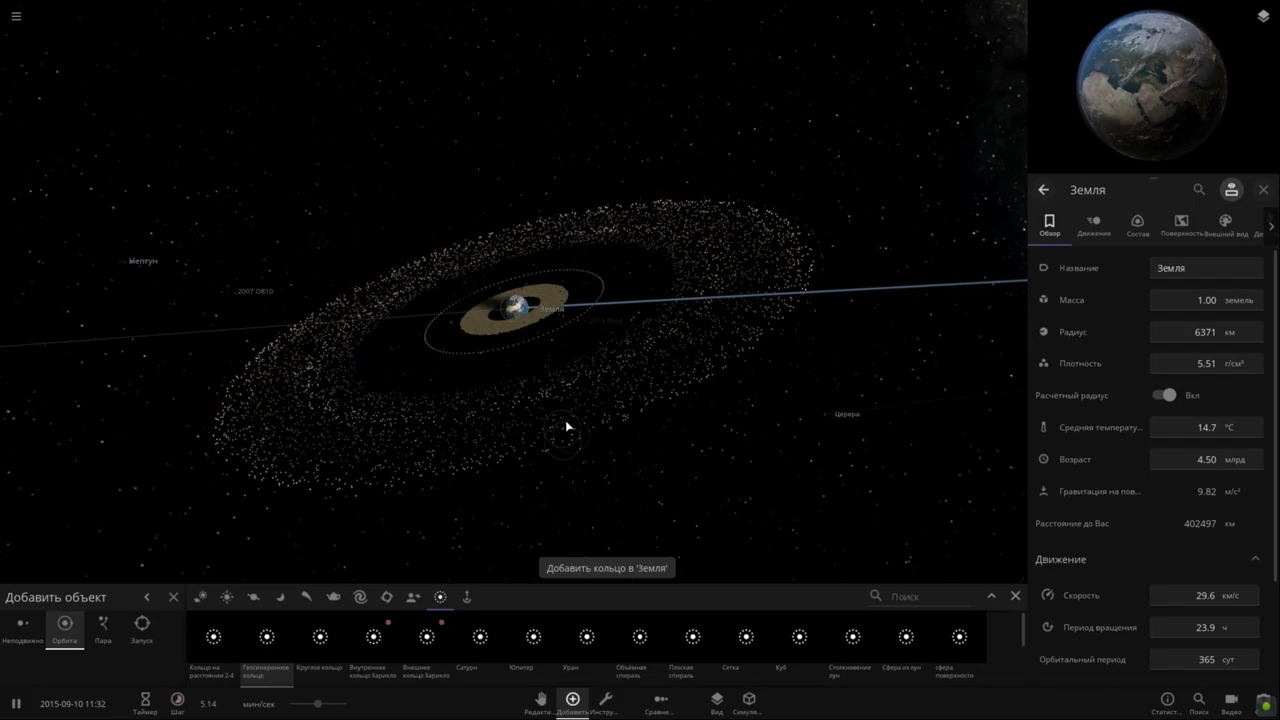 Земля
Обзор
Движение
Состав
Поверхность
Внешний вид
Название
Земля
Масса
1.00 земель
Радиус
6371 км
Плотность
5.51 г/см³
Расчётный радиус
Вкл
Средняя температу...
14.7 °C
Возраст
4.50 млрд
Гравитация на пов...
9.82 м/с²
Расстояние до Вас
402497 км
Движение
Скорость
29.6 км/с
Период вращения
23.9 ч
Орбитальный период
365 сут
Нептун
2007 OR10
Земля
Церера
Добавить кольцо в 'Земля'
Добавить объект
Поиск
Неподвижно
Орбита
Пара
Запуск
Кольцо на расстоянии 2-4
Геосинхронное кольцо
Круглое кольцо
Внутреннее кольцо Харикло
Внешнее кольцо Харикло
Сатурн
Юпитер
Уран
Объёмная спираль
Плоская спираль
Сетка
Куб
Столкновение лун
Сфера из лун
сфера поверхности
2015-09-10 11:32
Таймер
Шаг
5.14 мин/сек
Редакти...
Добавить
Инстру...
Сравне...
Вид
Симуля...
Статист...
Поиск
Видео